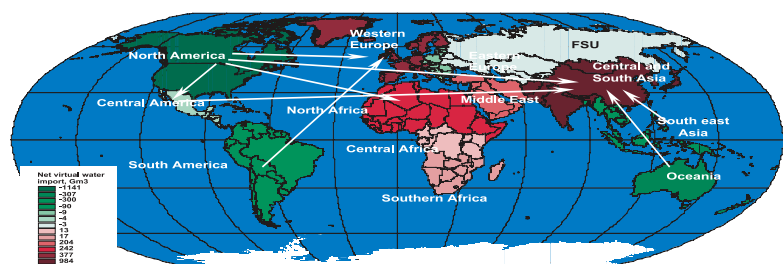 Western
Europe
FSU
North America
Eastern
Europe
Central and
South Asia
Central America
North Africa
Middle East
South east
Asia
Central Africa
South America
Oceania
Southern Africa
Net virtual water
import, Gm3
-1141
-307
-300
-90
-9
-4
-3
13
17
204
242
377
984